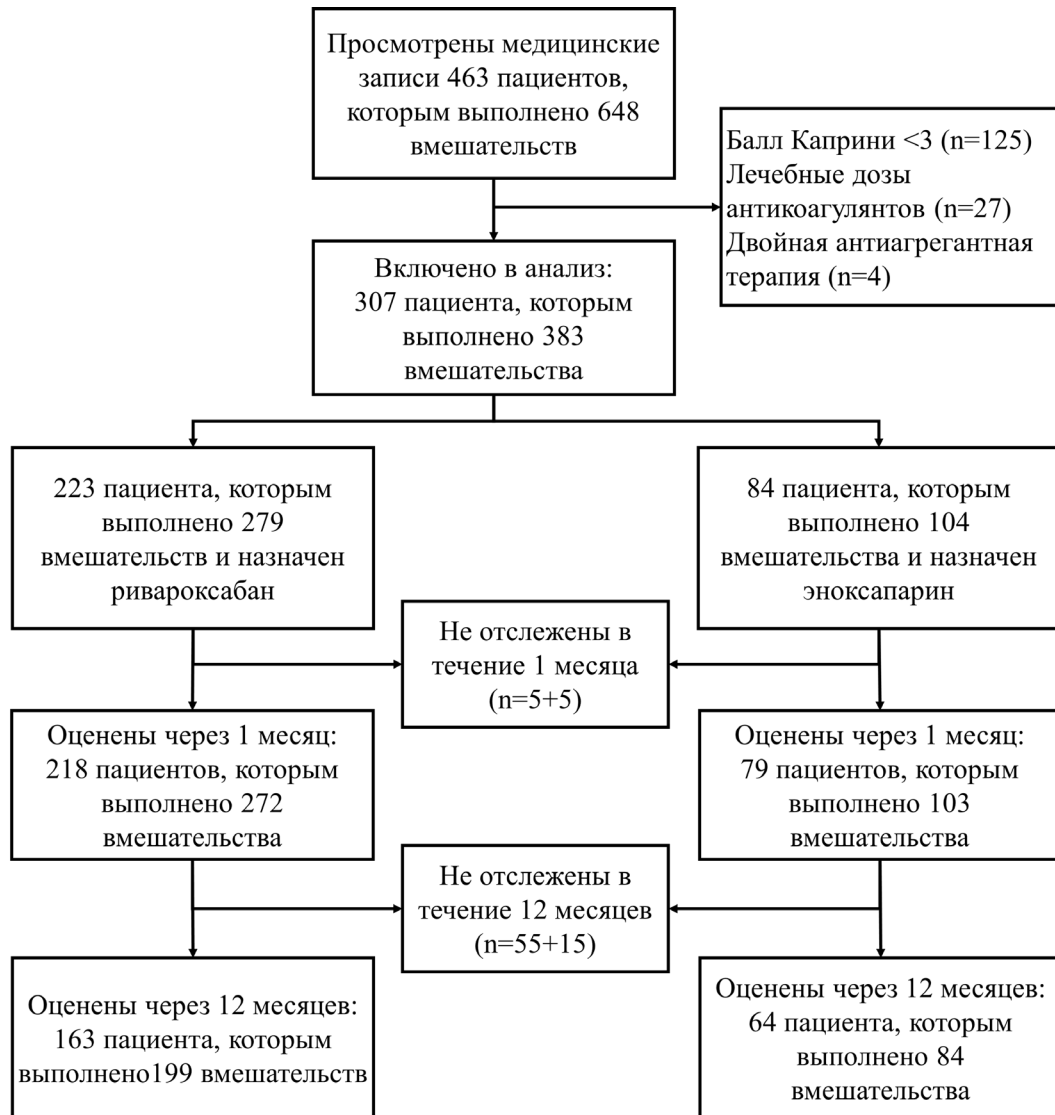 Просмотрены медицинские
записи 463 пациентов,
которым выполнено 648
вмешательств
Балл Каприни <3 (n=125)
Лечебные дозы
антикоагулянтов (n=27)
Двойная антиагрегантная
терапия (n=4)
Включено в анализ:
307 пациента, которым
выполнено 383
вмешательства
223 пациента, которым
выполнено 279
вмешательств и назначен
ривароксабан
84 пациента, которым
выполнено 104
вмешательства и назначен
эноксапарин
Не отслежены в
течение 1 месяца
(n=5+5)
Оценены через 1 месяц:
218 пациентов, которым
выполнено 272
вмешательства
Оценены через 1 месяц:
79 пациентов, которым
выполнено 103
вмешательства
Не отслежены в
течение 12 месяцев
(n=55+15)
Оценены через 12 месяцев:
163 пациента, которым
выполнено199 вмешательств
Оценены через 12 месяцев:
64 пациента, которым
выполнено 84
вмешательства